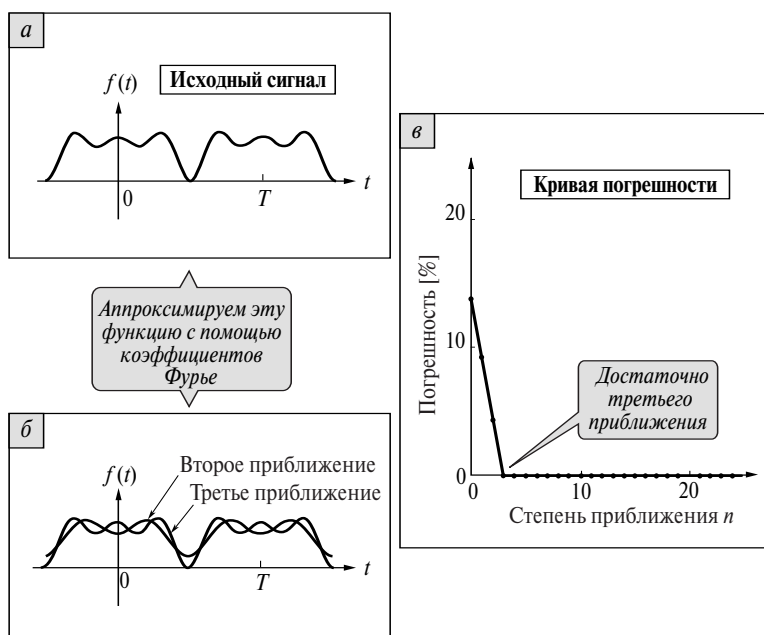 а
Исходный сигнал
f (t)
0
T
t
Аппроксимируем эту
функцию с помощью
коэффициентов
Фурье
б
f (t)
Второе приближение
Третье приближение
0
T
t
в
Кривая погрешности
Погрешность [%]
20
10
0
Достаточно
третьего
приближения
0
10
20
Степень приближения n